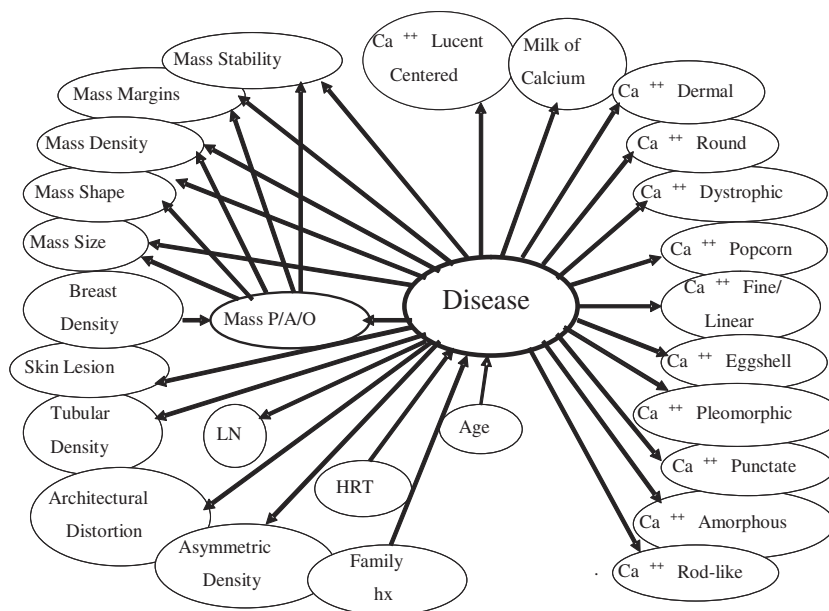 Mass Stability
Mass Margins
Mass Density
Mass Shape
Mass Size
Breast
Density
Mass P/A/O
Skin Lesion
Tubular
Density
LN
Architectural
Distortion
Asymmetric
Density
HRT
Family
hx
Age
Disease
Ca ++ Lucent
Centered
Milk of
Calcium
Ca ++ Dermal
Ca ++ Round
Ca ++ Dystrophic
Ca ++ Popcorn
Ca ++ Fine/
Linear
Ca ++ Eggshell
Ca ++ Pleomorphic
Ca ++ Punctate
Ca ++ Amorphous
. Ca ++ Rod-like